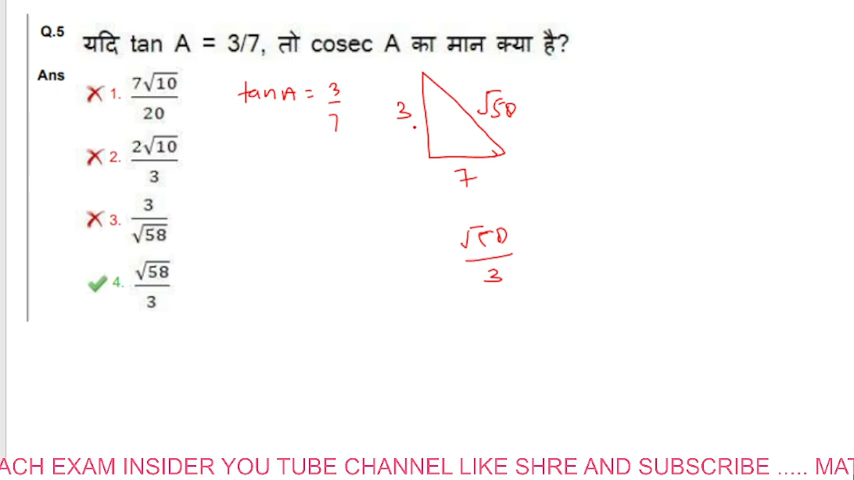 Q.5 यदि tan A = 3/7, तो cosec A का मान क्या है?
Ans
1. 7√10/20
2. 2√10/3
3. 3/√58
4. √58/3
tan A = 3/7
3.
√58
7
√58/3
ACH EXAM INSIDER YOU TUBE CHANNEL LIKE SHRE AND SUBSCRIBE ..... MAT